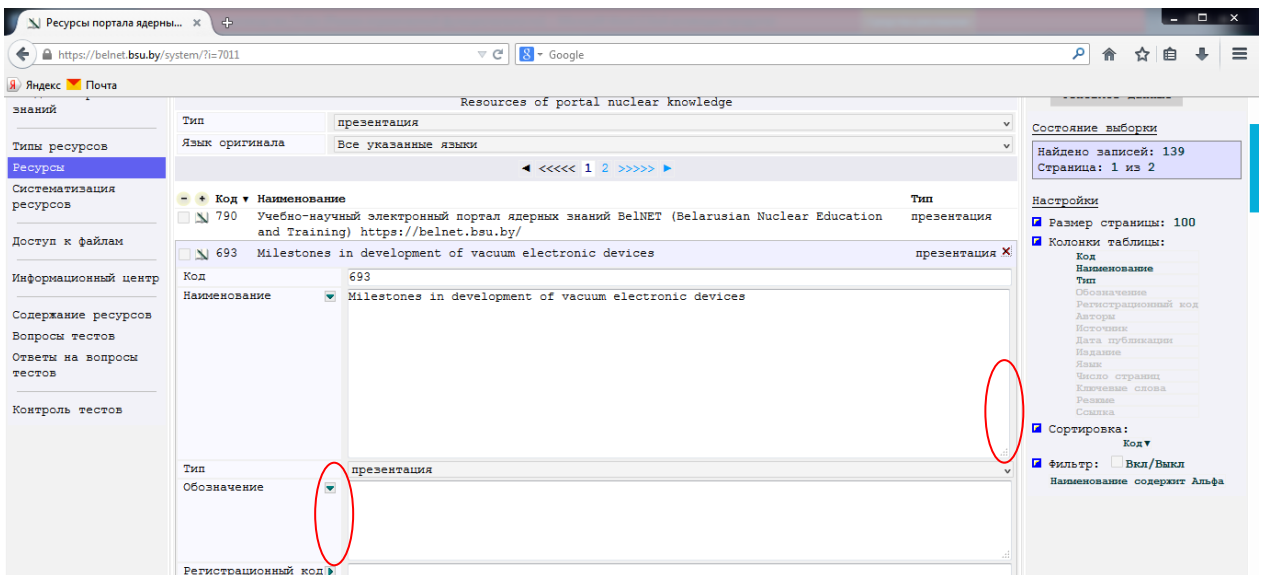 Ресурсы портала ядерны... × +
https://belnet.bsu.by/system/?i=7011
8 Google
Яндекс Почта
знаний
Типы ресурсов
Ресурсы
Систематизация
ресурсов
Доступ к файлам
Информационный центр
Содержание ресурсов
Вопросы тестов
Ответы на вопросы
тестов
Контроль тестов
Resources of portal nuclear knowledge
Тип презентация
Язык оригинала Все указанные языки
◄ <<<<< 1 2 >>>>> ►
- + Код ▼ Наименование Тип
790 Учебно-научный электронный портал ядерных знаний BelNET (Belarusian Nuclear Education презентация
and Training) https://belnet.bsu.by/
693 Milestones in development of vacuum electronic devices презентация X
Код 693
Наименование Milestones in development of vacuum electronic devices
Тип презентация
Обозначение
Регистрационный код
Состояние выборки
Найдено записей: 139
Страница: 1 из 2
Настройки
Размер страницы: 100
Колонки таблицы:
Код
Наименование
Тип
Обозначение
Регистрационный код
Авторы
Источник
Дата публикации
Издание
Язык
Число страниц
Ключевые слова
Резюме
Ссылка
Сортировка:
Код▼
Фильтр: Вкл/Выкл
Наименование содержит Альфа